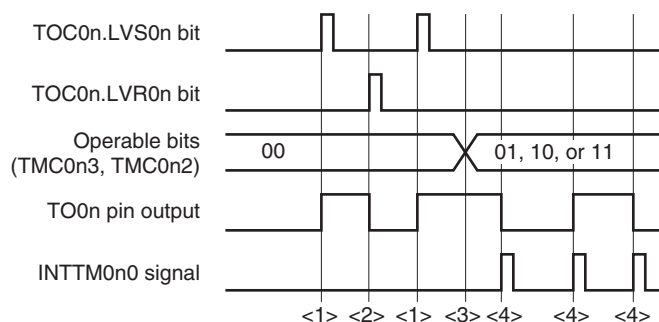 TOC0n.LVS0n bit
TOC0n.LVR0n bit
Operable bits
(TMC0n3, TMC0n2)
00
01, 10, or 11
TO0n pin output
INTTM0n0 signal
<1> <2> <1> <3> <4> <4> <4>